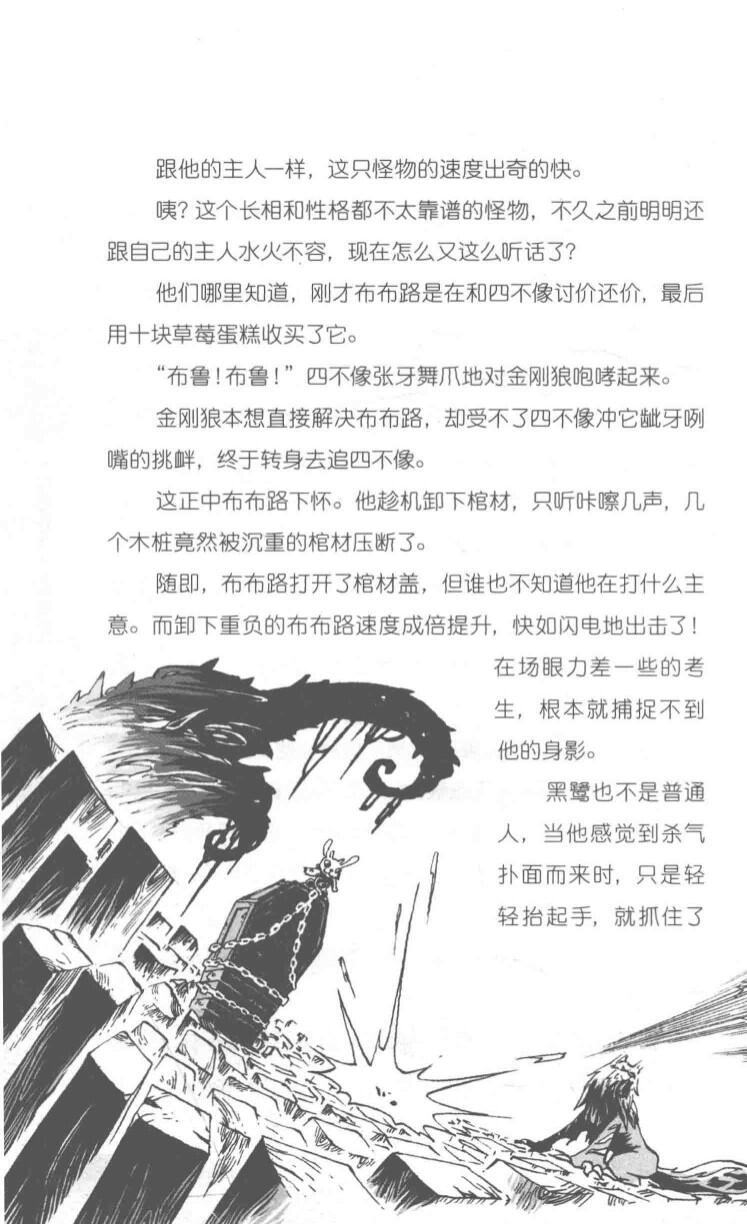 跟他的主人一样，这只怪物的速度出奇的快。
咦？这个长相和性格都不太靠谱的怪物，不久之前明明还
跟自己的主人水火不容，现在怎么又这么听话了？
他们哪里知道，刚才布布路是在和四不像讨价还价，最后
用十块草莓蛋糕收买了它。
“布鲁！布鲁！”四不像张牙舞爪地对金刚狼咆哮起来。
金刚狼本想直接解决布布路，却受不了四不像冲它龇牙咧
嘴的挑衅，终于转身去追四不像。
这正中布布路下怀。他趁机卸下棺材，只听咔嚓几声，几
个木桩竟然被沉重的棺材压断了。
随即，布布路打开了棺材盖，但谁也不知道他在打什么主
意。而卸下重负的布布路速度成倍提升，快如闪电地出击了！
在场眼力差一些的考
生，根本就捕捉不到
他的身影。
黑鹭也不是普通
人，当他感觉到杀气
扑面而来时，只是轻
轻抬起手，就抓住了